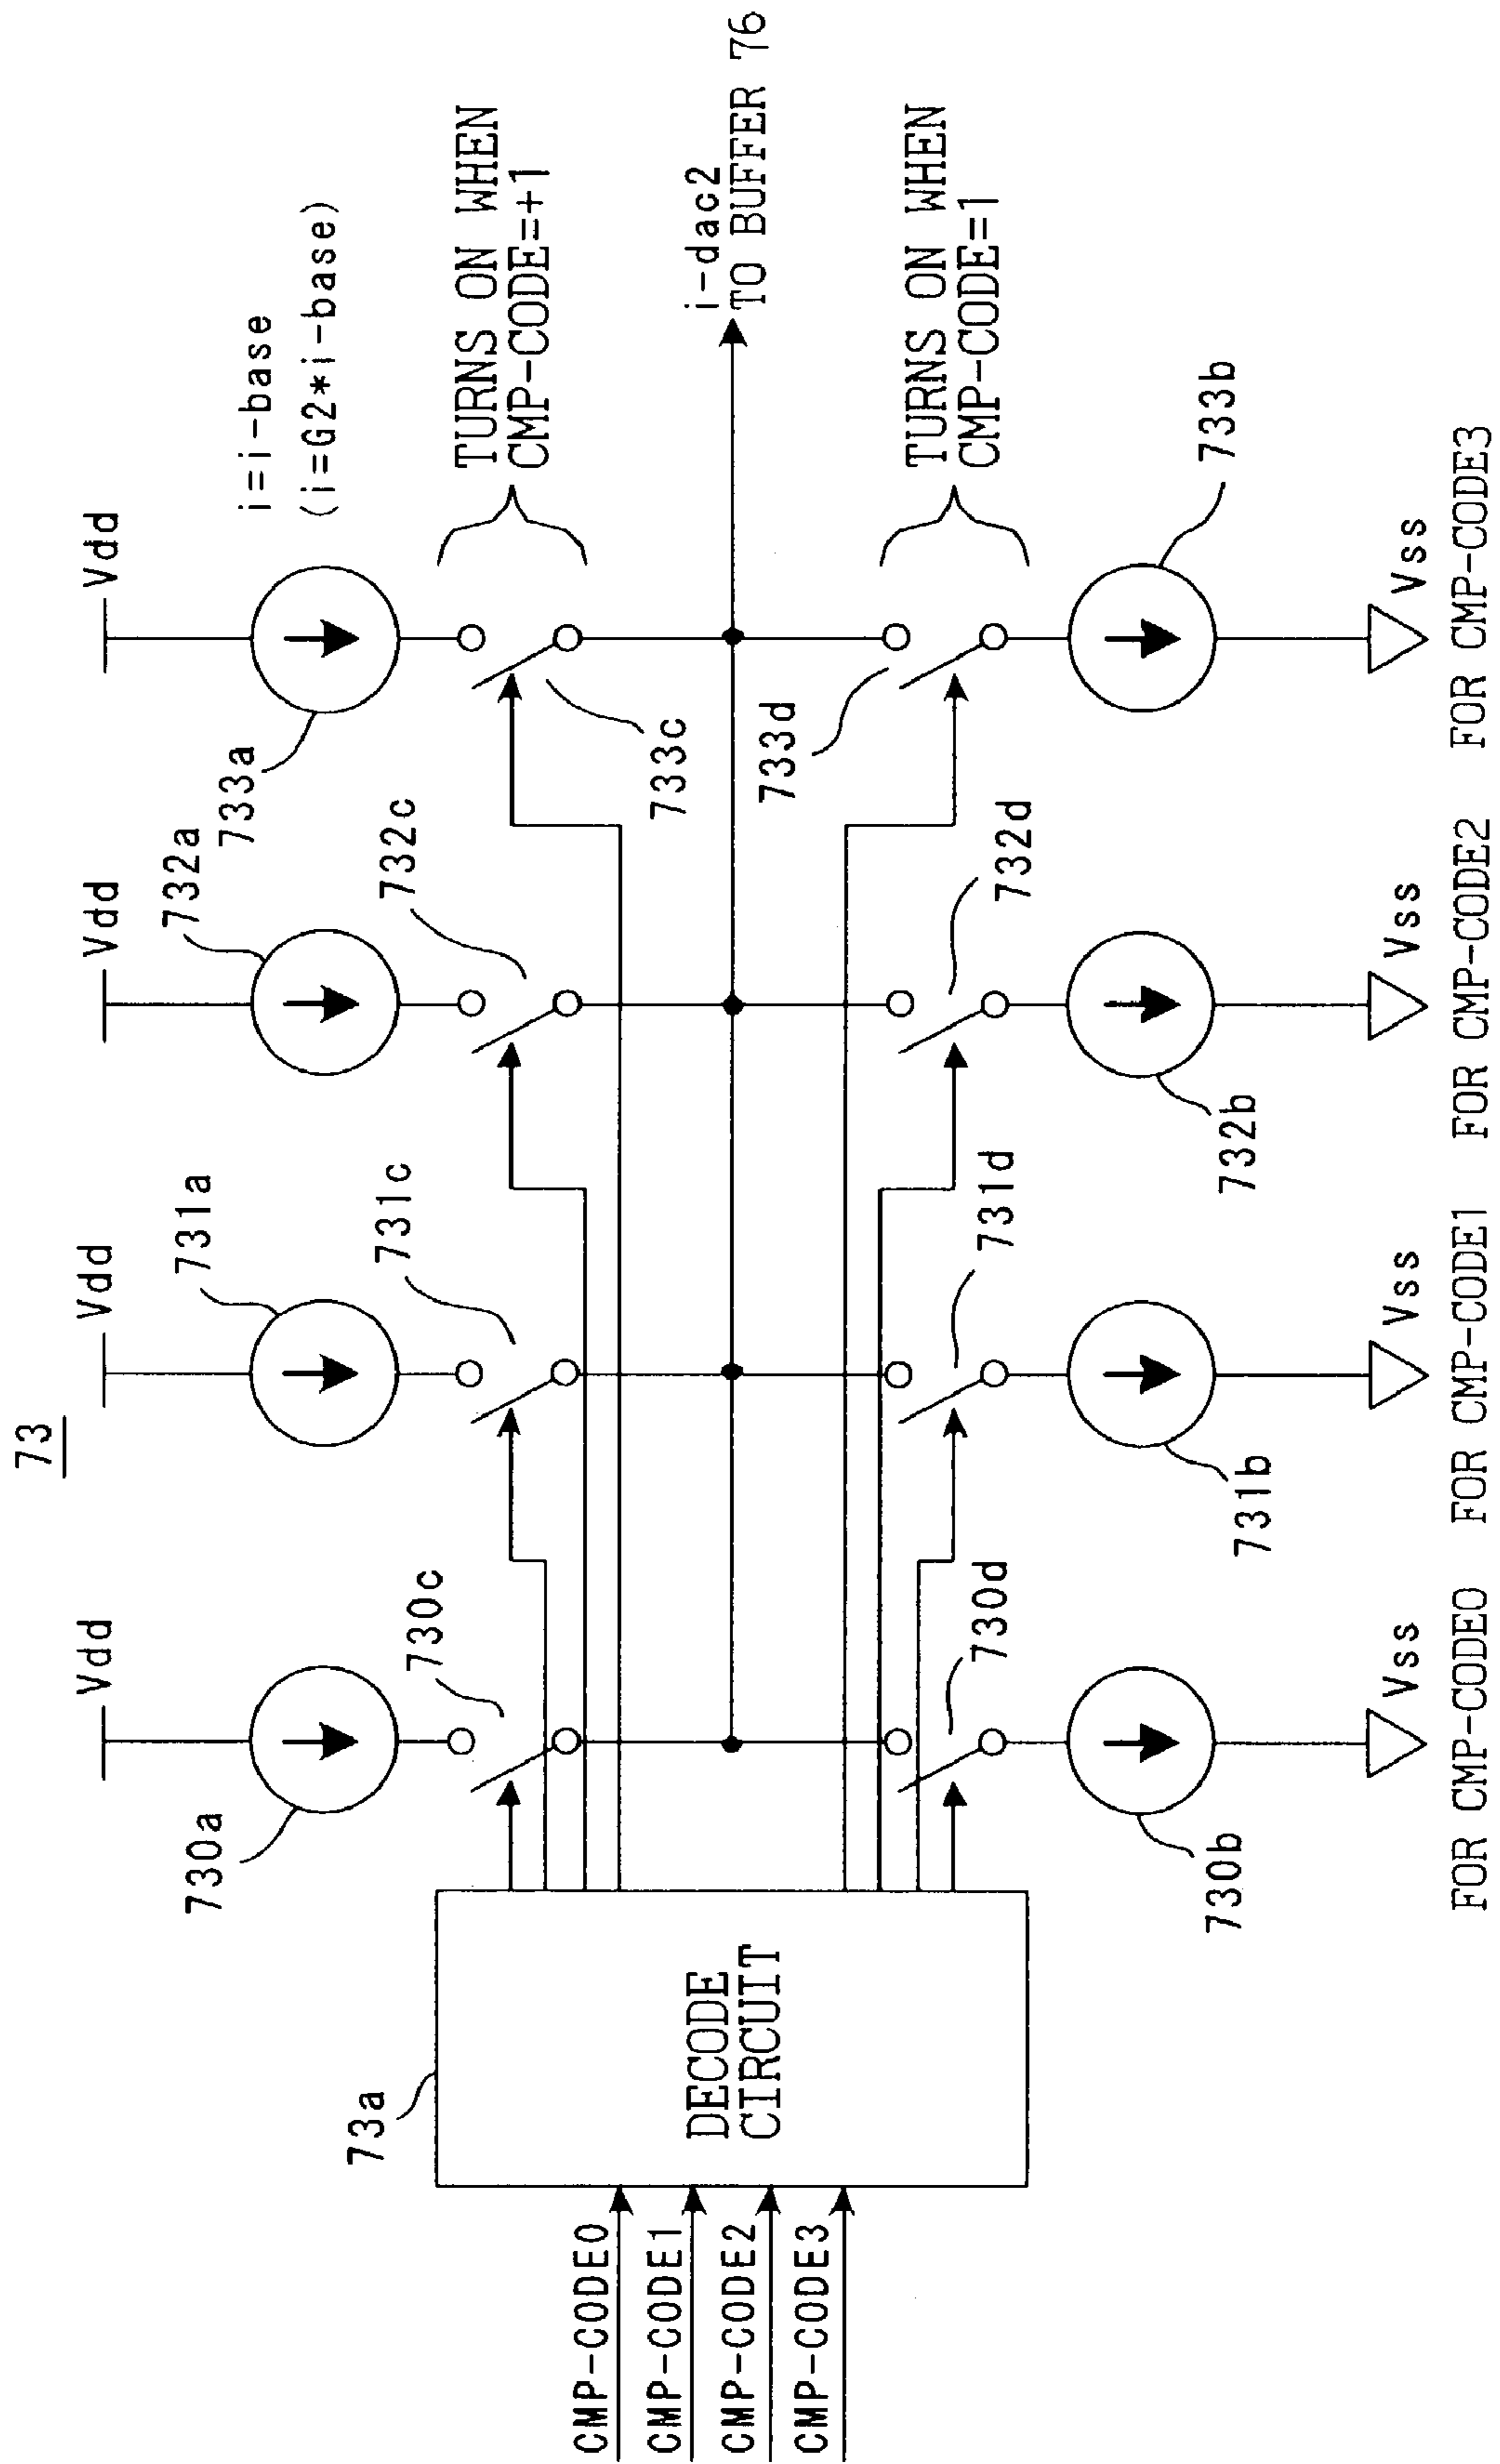 73
Vdd
Vdd
Vdd
Vdd
i=i-base
(i=G2*i-base)
730a
731a
732a
733a
730c
731c
732c
733c
TURNS ON WHEN
CMP-CODE=+1
73a
DECODE
CIRCUIT
CMP-CODE0
CMP-CODE1
CMP-CODE2
CMP-CODE3
i-dac2
TO BUFFER 76
730d
731d
732d
733d
TURNS ON WHEN
CMP-CODE=1
730b
731b
732b
733b
Vss
Vss
Vss
Vss
FOR CMP-CODE0
FOR CMP-CODE1
FOR CMP-CODE2
FOR CMP-CODE3